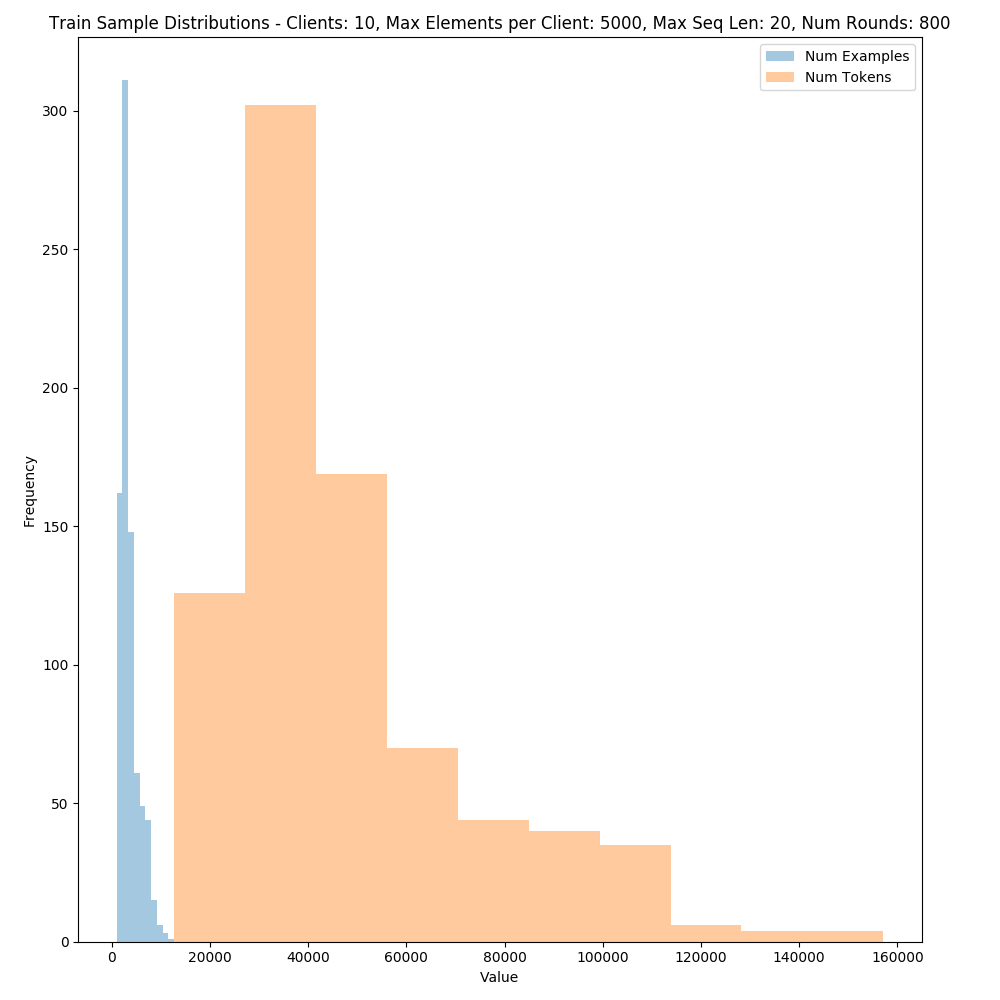 Train Sample Distributions - Clients: 10, Max Elements per Client: 5000, Max Seq Len: 20, Num Rounds: 800
Num Examples
Num Tokens
300
250
200
150
100
50
0
Frequency
0 20000 40000 60000 80000 100000 120000 140000 160000
Value